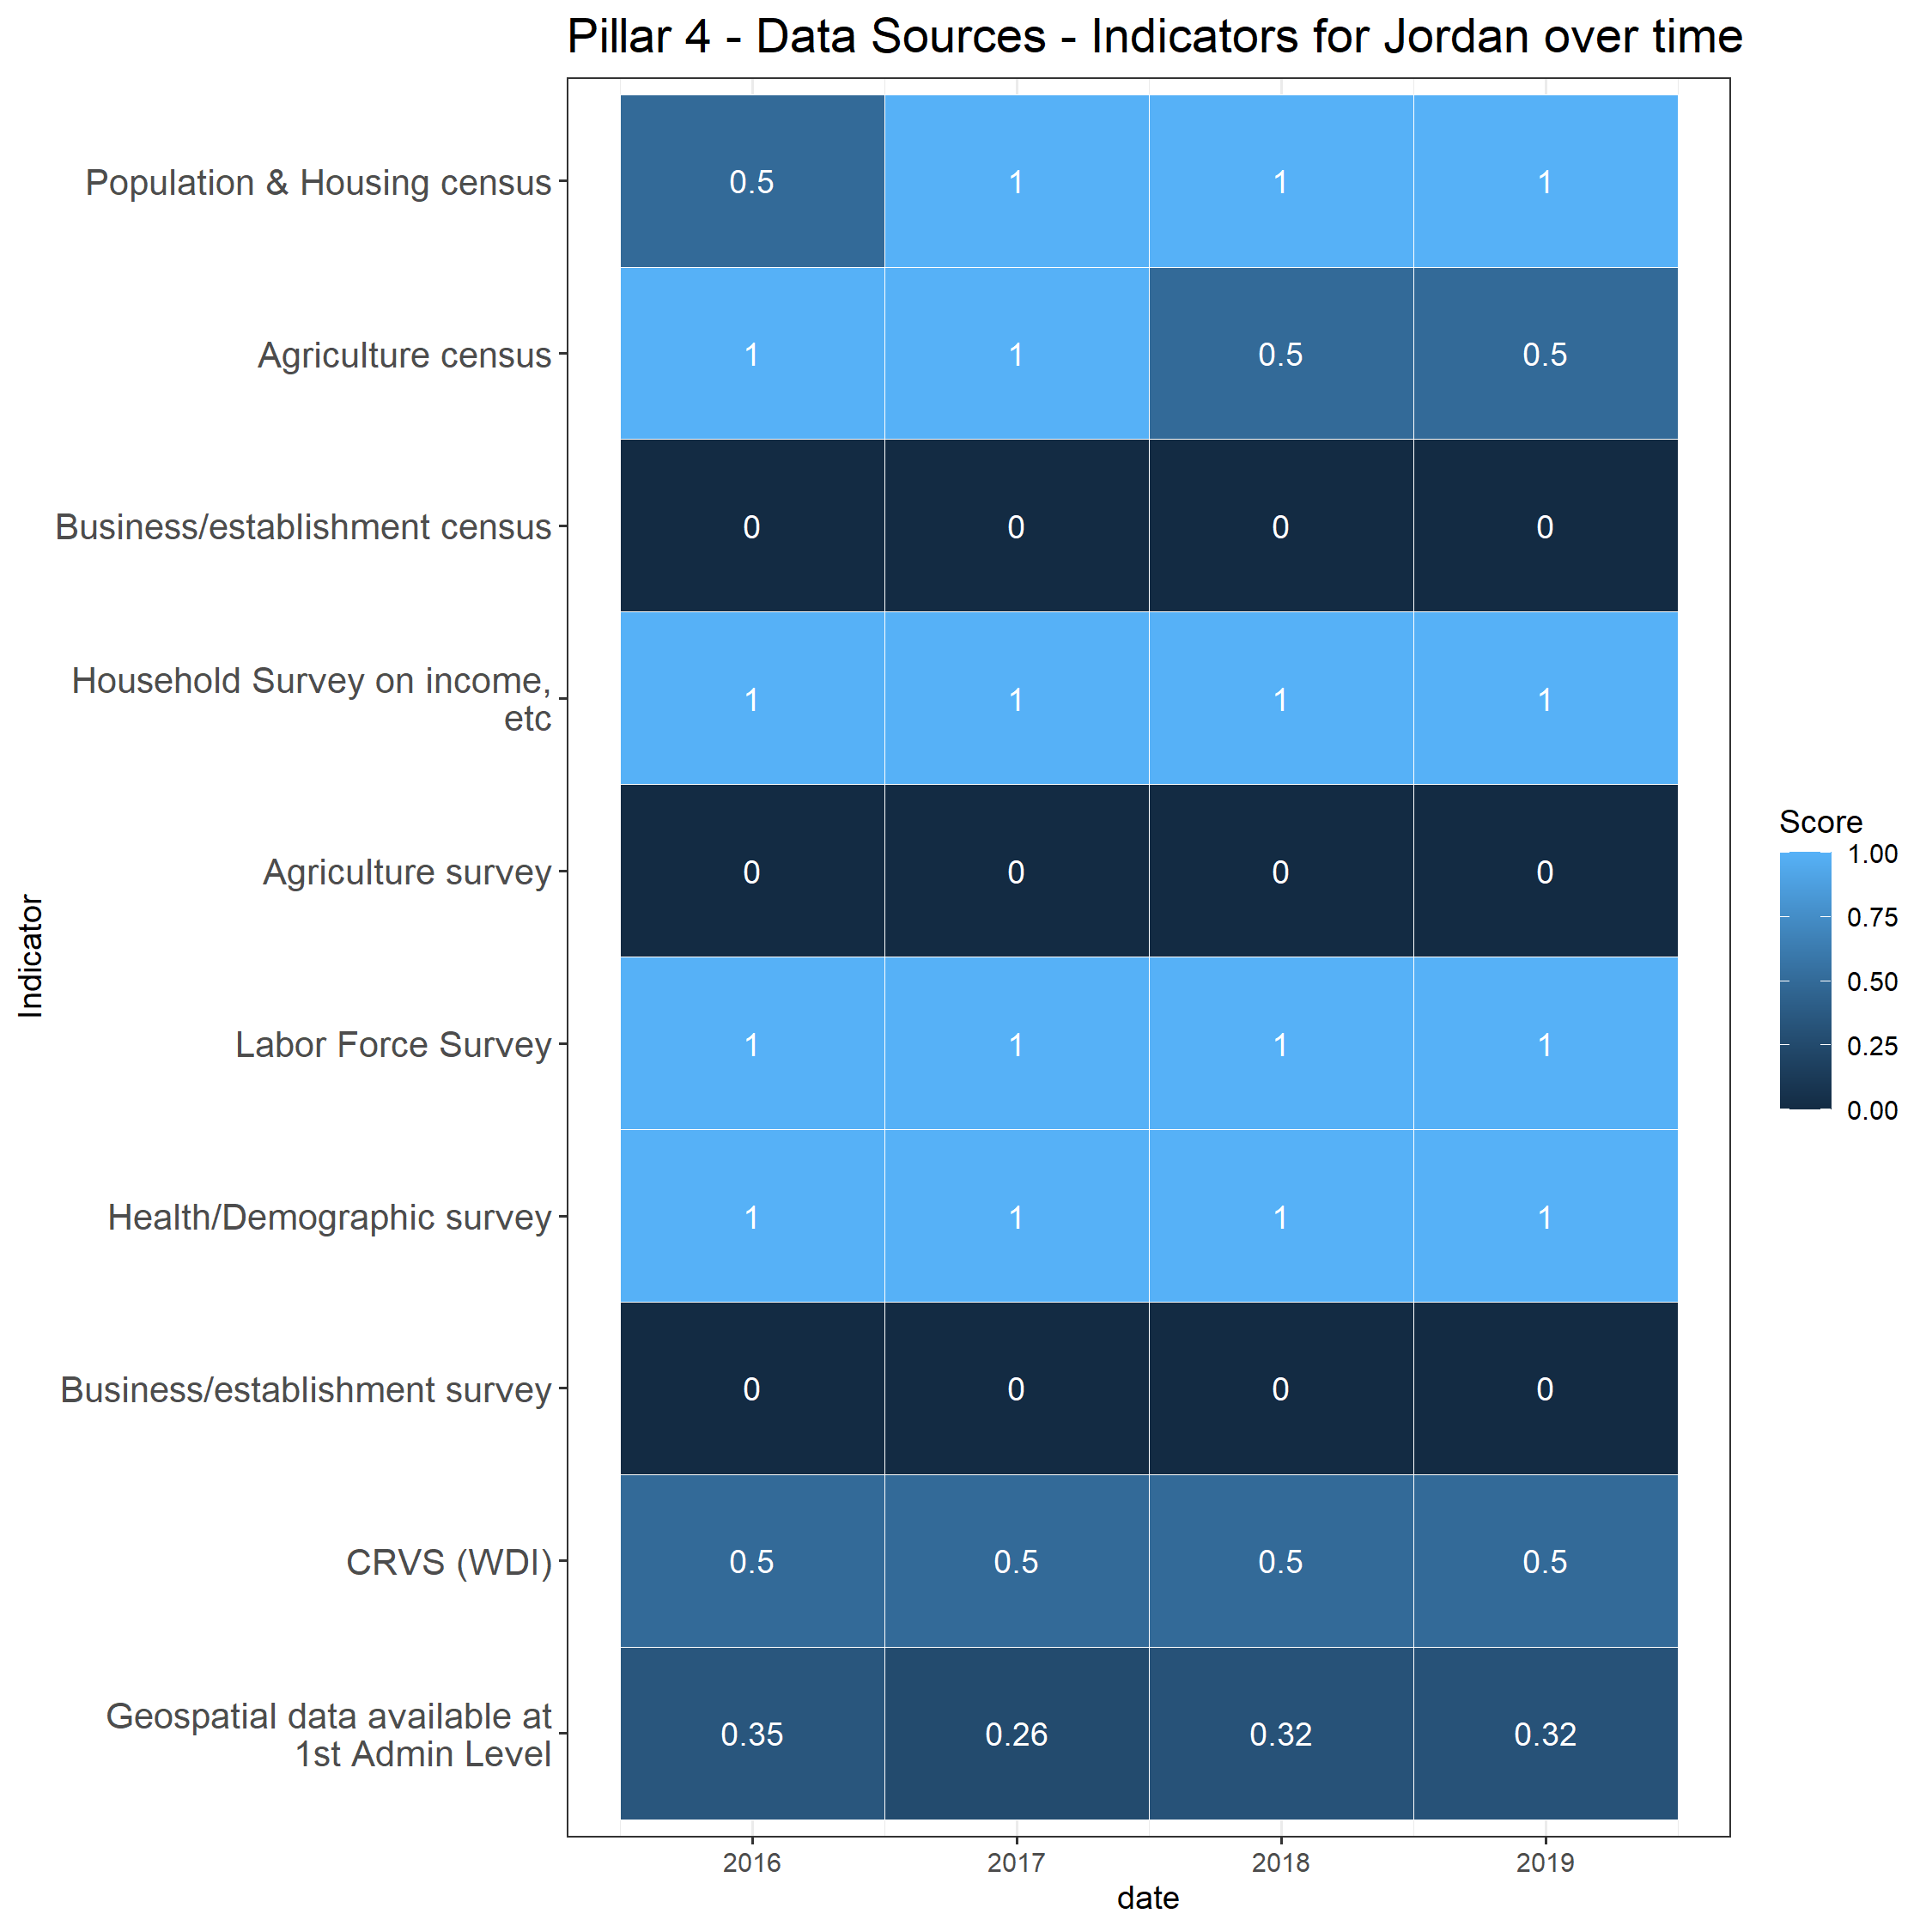 Pillar 4 - Data Sources - Indicators for Jordan over time
Population & Housing census
0.5 1 1 1
Agriculture census
1 1 0.5 0.5
Business/establishment census
0 0 0 0
Household Survey on income,
etc
1 1 1 1
Agriculture survey
0 0 0 0
Labor Force Survey
1 1 1 1
Health/Demographic survey
1 1 1 1
Business/establishment survey
0 0 0 0
CRVS (WDI)
0.5 0.5 0.5 0.5
Geospatial data available at
1st Admin Level
0.35 0.26 0.32 0.32
2016 2017 2018 2019
date
Indicator
Score
1.00
0.75
0.50
0.25
0.00